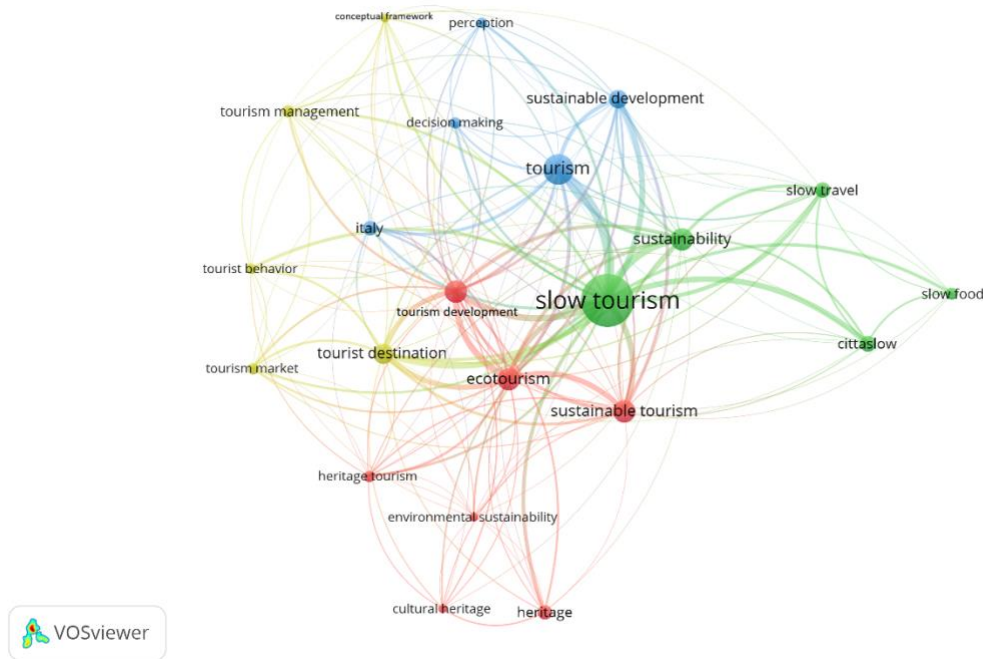 conceptual framework
perception
sustainable development
tourism management
decision making
tourism
slow travel
italy
sustainability
tourist behavior
slow food
slow tourism
tourism development
cittaslow
tourist destination
tourism market
ecotourism
sustainable tourism
heritage tourism
environmental sustainability
cultural heritage
heritage
VOSviewer